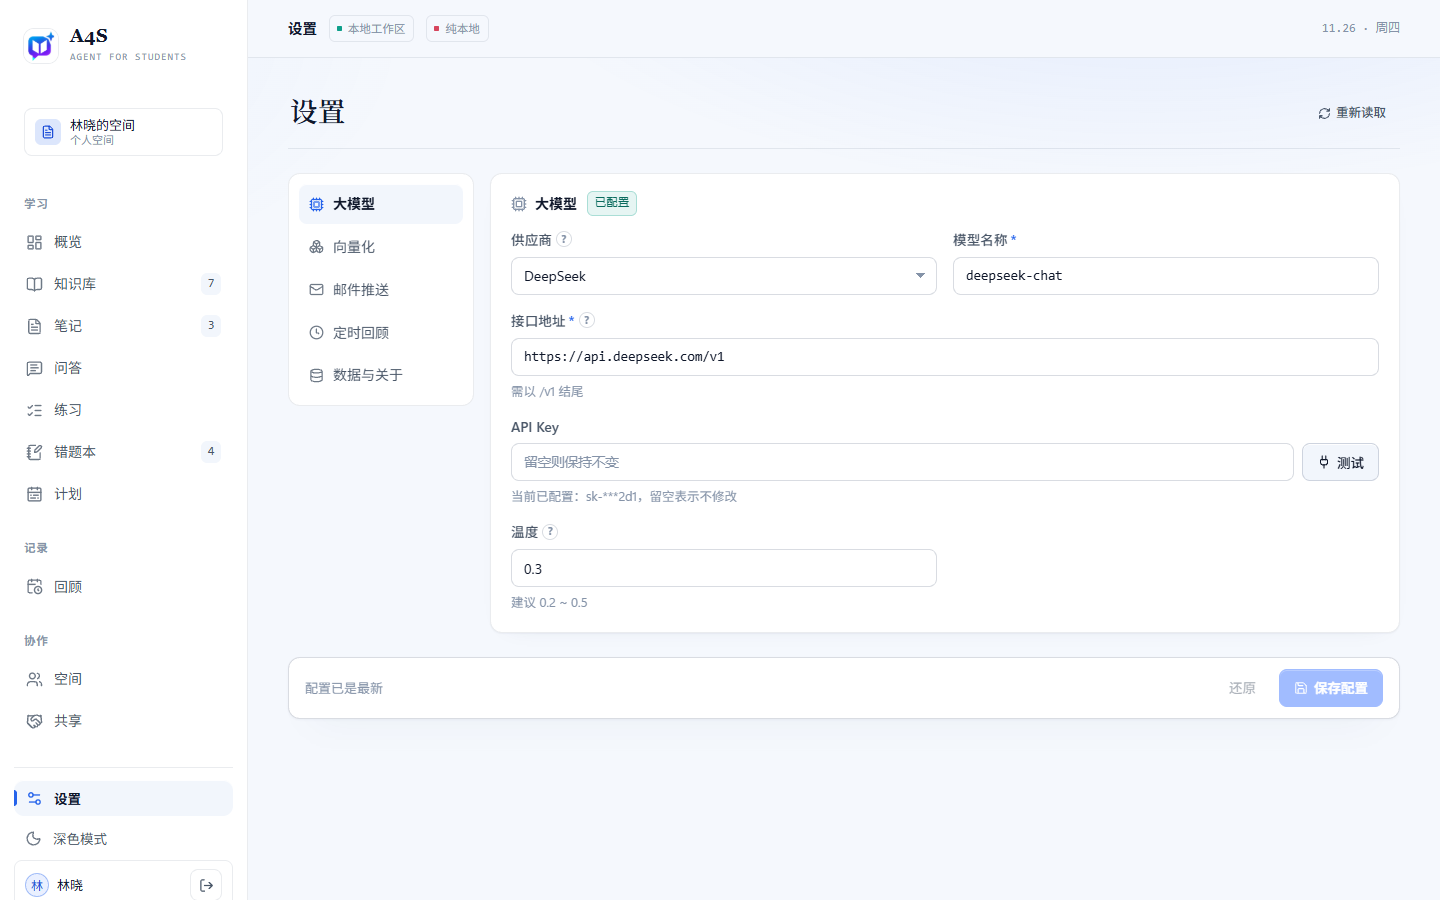 A4S
AGENT FOR STUDENTS
林晓的空间
个人空间
学习
概览
知识库 7
笔记 3
问答
练习
错题本 4
计划
记录
回顾
协作
空间
共享
设置
深色模式
林 林晓
设置 本地工作区 纯本地 11.26 · 周四
设置
重新读取
大模型
向量化
邮件推送
定时回顾
数据与关于
大模型 已配置
供应商 ? 模型名称 *
DeepSeek deepseek-chat
接口地址 * ?
https://api.deepseek.com/v1
需以 /v1 结尾
API Key
留空则保持不变 测试
当前已配置：sk-***2d1，留空表示不修改
温度 ?
0.3
建议 0.2 ~ 0.5
配置已是最新 还原 保存配置